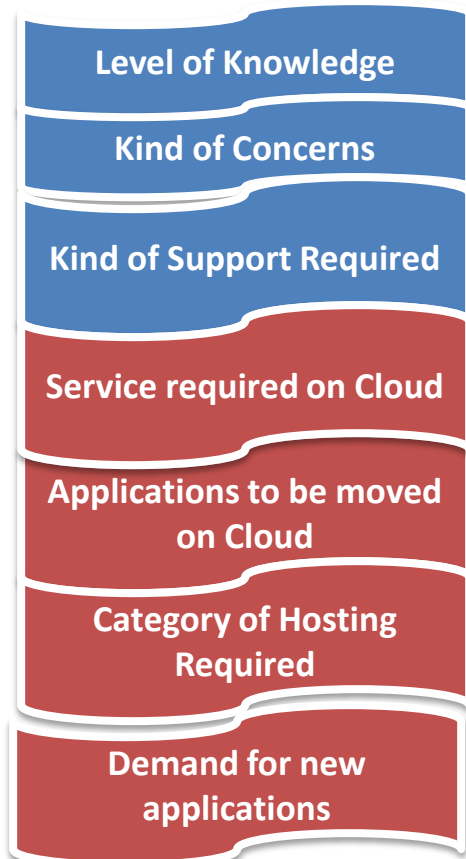 Level of Knowledge
Kind of Concerns
Kind of Support Required
Service required on Cloud
Applications to be moved
on Cloud
Category of Hosting
Required
Demand for new
applications